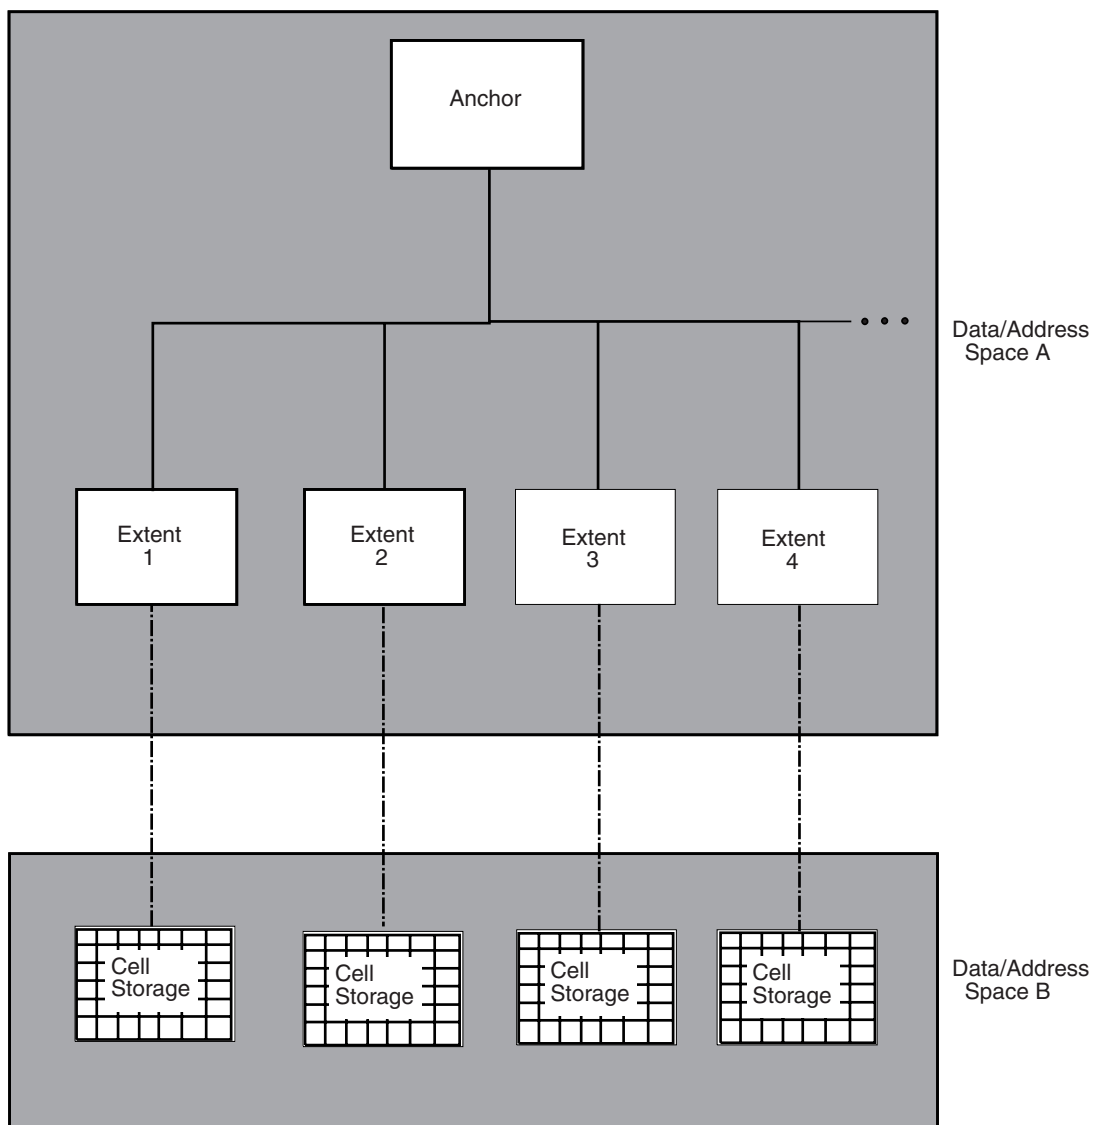 Anchor
Data/Address
Space A
Extent
1
Extent
2
Extent
3
Extent
4
Cell
Storage
Cell
Storage
Cell
Storage
Cell
Storage
Data/Address
Space B